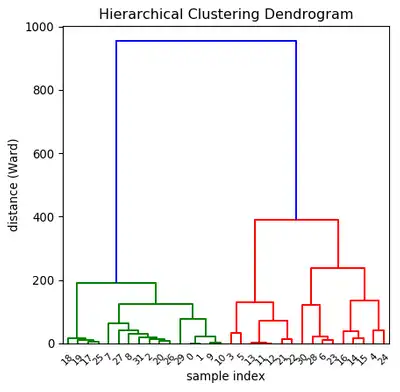 Hierarchical Clustering Dendrogram
1000
800
600
400
200
0
distance (Ward)
18 19 17 25 7 27 8 31 2 20 26 29 0 1 9 10 3 5 13 11 12 21 22 30 28 6 23 16 14 15 4 24
sample index